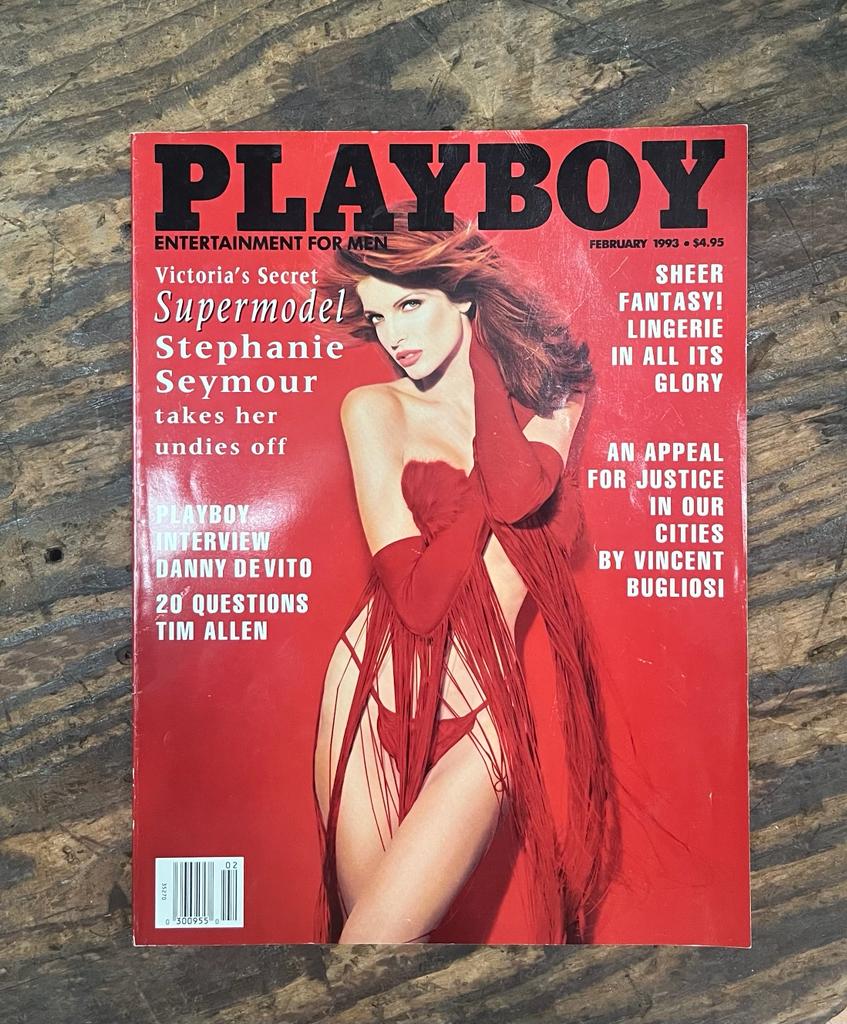 PLAYBOY
ENTERTAINMENT FOR MEN
FEBRUARY 1993 • $4.95
Victoria's Secret
Supermodel
Stephanie
Seymour
takes her
undies off
PLAYBOY
INTERVIEW
DANNY DEVITO
20 QUESTIONS
TIM ALLEN
SHEER
FANTASY!
LINGERIE
IN ALL ITS
GLORY
AN APPEAL
FOR JUSTICE
IN OUR
CITIES
BY VINCENT
BUGLIOSI
02
35270
0 300955 0